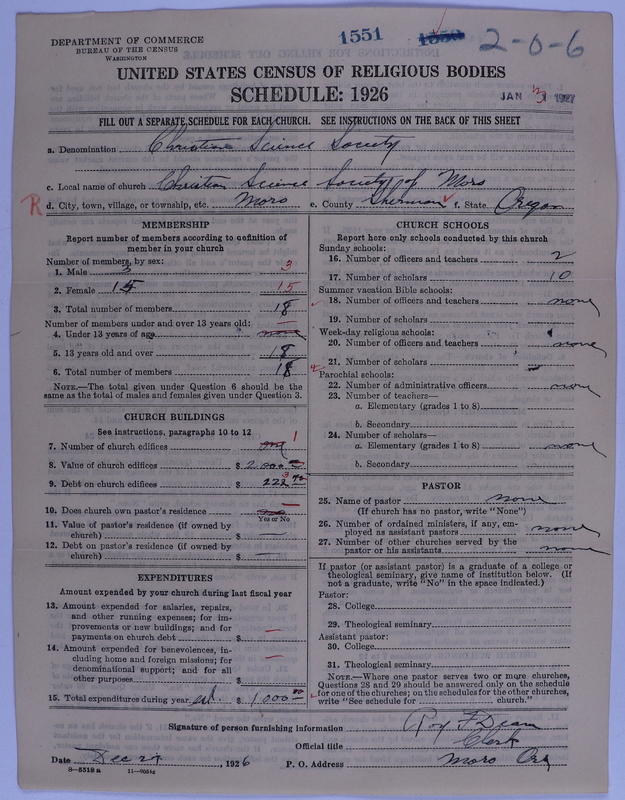 1551
2-0-6
DEPARTMENT OF COMMERCE
BUREAU OF THE CENSUS
WASHINGTON
UNITED STATES CENSUS OF RELIGIOUS BODIES
SCHEDULE: 1926
JAN 31 1927
FILL OUT A SEPARATE SCHEDULE FOR EACH CHURCH. SEE INSTRUCTIONS ON THE BACK OF THIS SHEET
a. Denomination Christian Science Society
c. Local name of church Christian Science Society of Moro
R d. City, town, village, or township, etc. Moro e. County Sherman f. State Oregon
MEMBERSHIP
Report number of members according to definition of
member in your church
Number of members, by sex:
1. Male 3 3
2. Female 15 15
3. Total number of members 18
Number of members under and over 13 years old:
4. Under 13 years of age none
5. 13 years old and over 18
6. Total number of members 18
NOTE.—The total given under Question 6 should be the
same as the total of males and females given under Question 3.
CHURCH BUILDINGS
See instructions, paragraphs 10 to 12
7. Number of church edifices one 1
8. Value of church edifices $ 2000
9. Debt on church edifices $
10. Does church own pastor's residence
Yes or No
11. Value of pastor's residence (if owned by
church) $ —
12. Debt on pastor's residence (if owned by
church) $ —
EXPENDITURES
Amount expended by your church during last fiscal year
13. Amount expended for salaries, repairs,
and other running expenses; for im-
provements or new buildings; and for
payments on church debt $ —
14. Amount expended for benevolences, in-
cluding home and foreign missions; for
denominational support; and for all
other purposes $ —
15. Total expenditures during year est. $ 1000 00
CHURCH SCHOOLS
Report here only schools conducted by this church
Sunday schools:
16. Number of officers and teachers 2
17. Number of scholars 10
Summer vacation Bible schools:
18. Number of officers and teachers none
19. Number of scholars
Week-day religious schools:
20. Number of officers and teachers none
21. Number of scholars
Parochial schools:
22. Number of administrative officers none
23. Number of teachers—
a. Elementary (grades 1 to 8)
b. Secondary
24. Number of scholars—
a. Elementary (grades 1 to 8) none
b. Secondary
PASTOR
25. Name of pastor none
(If church has no pastor, write "None")
26. Number of ordained ministers, if any, em-
ployed as assistant pastors none
27. Number of other churches served by the
pastor or his assistants none
If pastor (or assistant pastor) is a graduate of a college or
theological seminary, give name of institution below. (If
not a graduate, write "No" in the space indicated.)
Pastor:
28. College
29. Theological seminary
Assistant pastor:
30. College
31. Theological seminary
NOTE.—Where one pastor serves two or more churches,
Questions 28 and 29 should be answered only on the schedule
for one of the churches; on the schedules for the other churches,
write "See schedule for church."
Signature of person furnishing information Roy F Dean
Official title Clerk
Date Dec 24, 1926 P. O. Address Moro Ore
8—5518 a